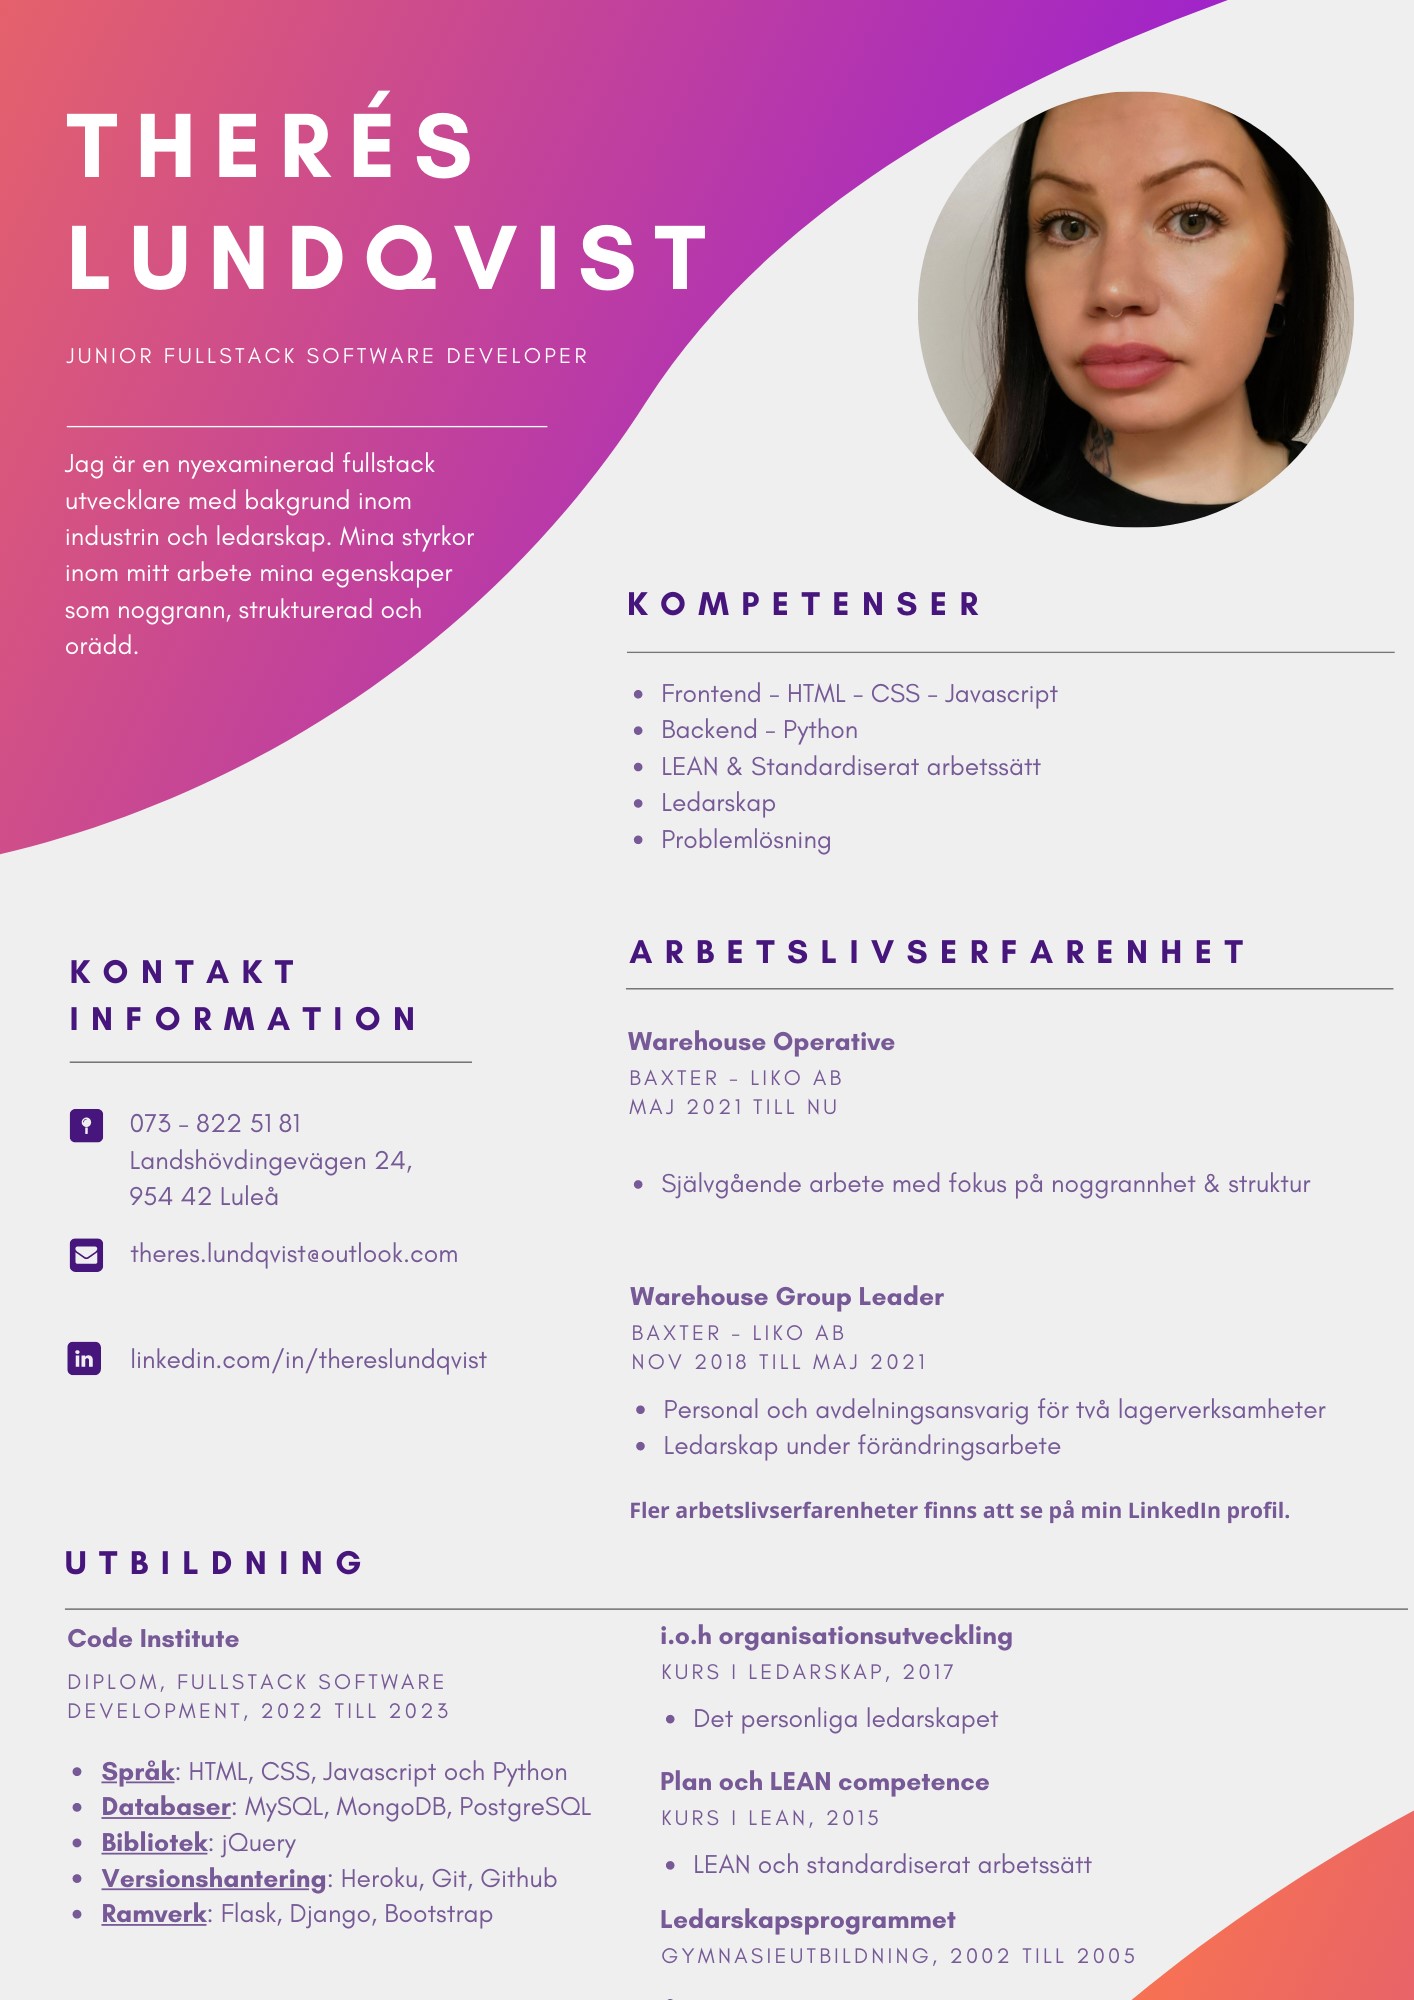 THERÉS
LUNDQVIST
JUNIOR FULLSTACK SOFTWARE DEVELOPER
Jag är en nyexaminerad fullstack
utvecklare med bakgrund inom
industrin och ledarskap. Mina styrkor
inom mitt arbete mina egenskaper
som noggrann, strukturerad och
orädd.
KOMPETENSER
• Frontend - HTML - CSS - Javascript
• Backend - Python
• LEAN & Standardiserat arbetssätt
• Ledarskap
• Problemlösning
KONTAKT
INFORMATION
073 - 822 51 81
Landshövdingevägen 24,
954 42 Luleå
theres.lundqvist@outlook.com
in linkedin.com/in/thereslundqvist
ARBETSLIVSERFARENHET
Warehouse Operative
BAXTER - LIKO AB
MAJ 2021 TILL NU
• Självgående arbete med fokus på noggrannhet & struktur
Warehouse Group Leader
BAXTER - LIKO AB
NOV 2018 TILL MAJ 2021
• Personal och avdelningsansvarig för två lagerverksamheter
• Ledarskap under förändringsarbete
Fler arbetslivserfarenheter finns att se på min LinkedIn profil.
UTBILDNING
Code Institute
DIPLOM, FULLSTACK SOFTWARE
DEVELOPMENT, 2022 TILL 2023
• Språk: HTML, CSS, Javascript och Python
• Databaser: MySQL, MongoDB, PostgreSQL
• Bibliotek: jQuery
• Versionshantering: Heroku, Git, Github
• Ramverk: Flask, Django, Bootstrap
i.o.h organisationsutveckling
KURS I LEDARSKAP, 2017
• Det personliga ledarskapet
Plan och LEAN competence
KURS I LEAN, 2015
• LEAN och standardiserat arbetssätt
Ledarskapsprogrammet
GYMNASIEUTBILDNING, 2002 TILL 2005